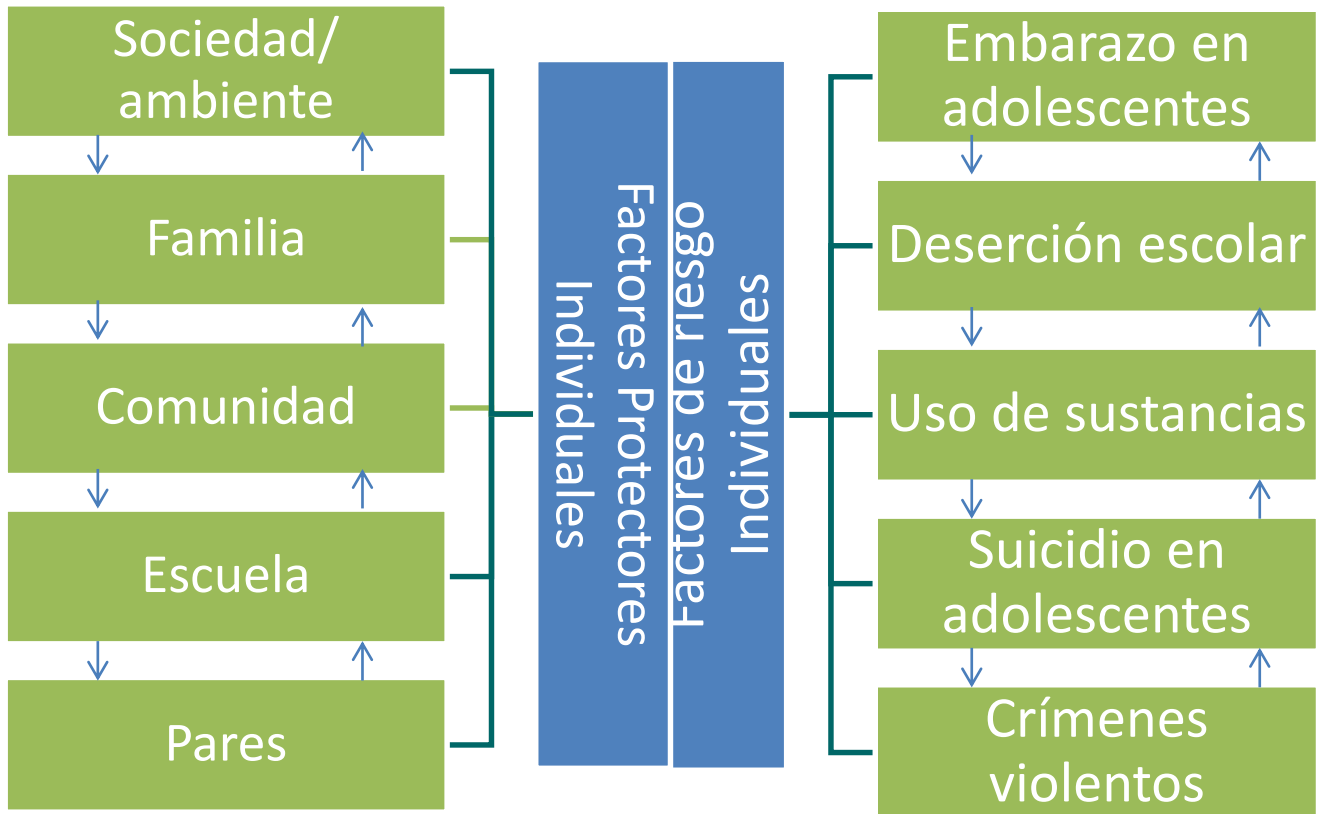 Sociedad/
ambiente
Familia
Comunidad
Escuela
Pares
Factores Protectores
Individuales
Factores de riesgo
Individuales
Embarazo en
adolescentes
Deserción escolar
Uso de sustancias
Suicidio en
adolescentes
Crímenes
violentos